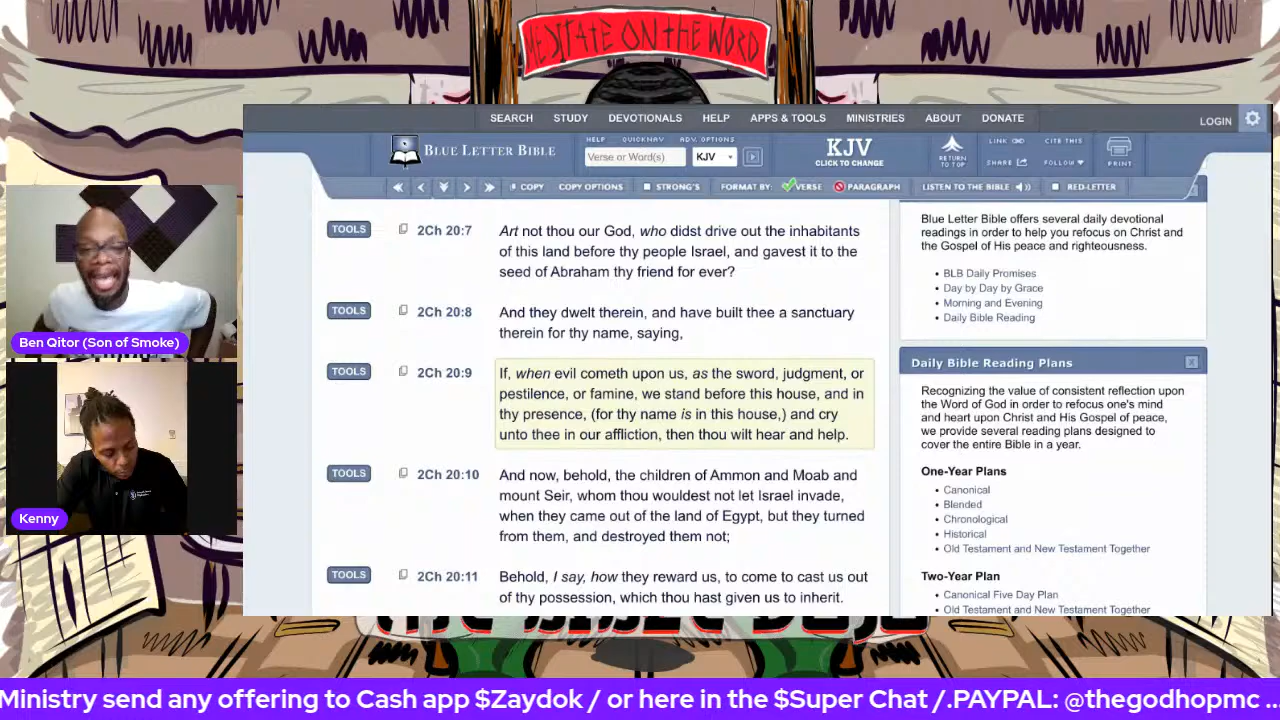 MEDITATE ON THE WORD
SEARCH STUDY DEVOTIONALS HELP APPS & TOOLS MINISTRIES ABOUT DONATE
LOGIN
BLUE LETTER BIBLE
HELP QUICKNAV ADV. OPTIONS
Verse or Word(s) KJV
KJV
CLICK TO CHANGE
RETURN
TO TOP
LINK CITE THIS
SHARE FOLLOW
PRINT
COPY COPY OPTIONS STRONG'S FORMAT BY: VERSE PARAGRAPH LISTEN TO THE BIBLE RED-LETTER
TOOLS 2Ch 20:7 Art not thou our God, who didst drive out the inhabitants
of this land before thy people Israel, and gavest it to the
seed of Abraham thy friend for ever?
TOOLS 2Ch 20:8 And they dwelt therein, and have built thee a sanctuary
therein for thy name, saying,
TOOLS 2Ch 20:9 If, when evil cometh upon us, as the sword, judgment, or
pestilence, or famine, we stand before this house, and in
thy presence, (for thy name is in this house,) and cry
unto thee in our affliction, then thou wilt hear and help.
TOOLS 2Ch 20:10 And now, behold, the children of Ammon and Moab and
mount Seir, whom thou wouldest not let Israel invade,
when they came out of the land of Egypt, but they turned
from them, and destroyed them not;
TOOLS 2Ch 20:11 Behold, I say, how they reward us, to come to cast us out
of thy possession, which thou hast given us to inherit.
Blue Letter Bible offers several daily devotional
readings in order to help you refocus on Christ and
the Gospel of His peace and righteousness.
BLB Daily Promises
Day by Day by Grace
Morning and Evening
Daily Bible Reading
Daily Bible Reading Plans
Recognizing the value of consistent reflection upon
the Word of God in order to refocus one's mind
and heart upon Christ and His Gospel of peace,
we provide several reading plans designed to
cover the entire Bible in a year.
One-Year Plans
Canonical
Blended
Chronological
Historical
Old Testament and New Testament Together
Two-Year Plan
Canonical Five Day Plan
Old Testament and New Testament Together
Ben Qitor (Son of Smoke)
Kenny
Ministry send any offering to Cash app $Zaydok / or here in the $Super Chat /.PAYPAL: @thegodhopmc ...